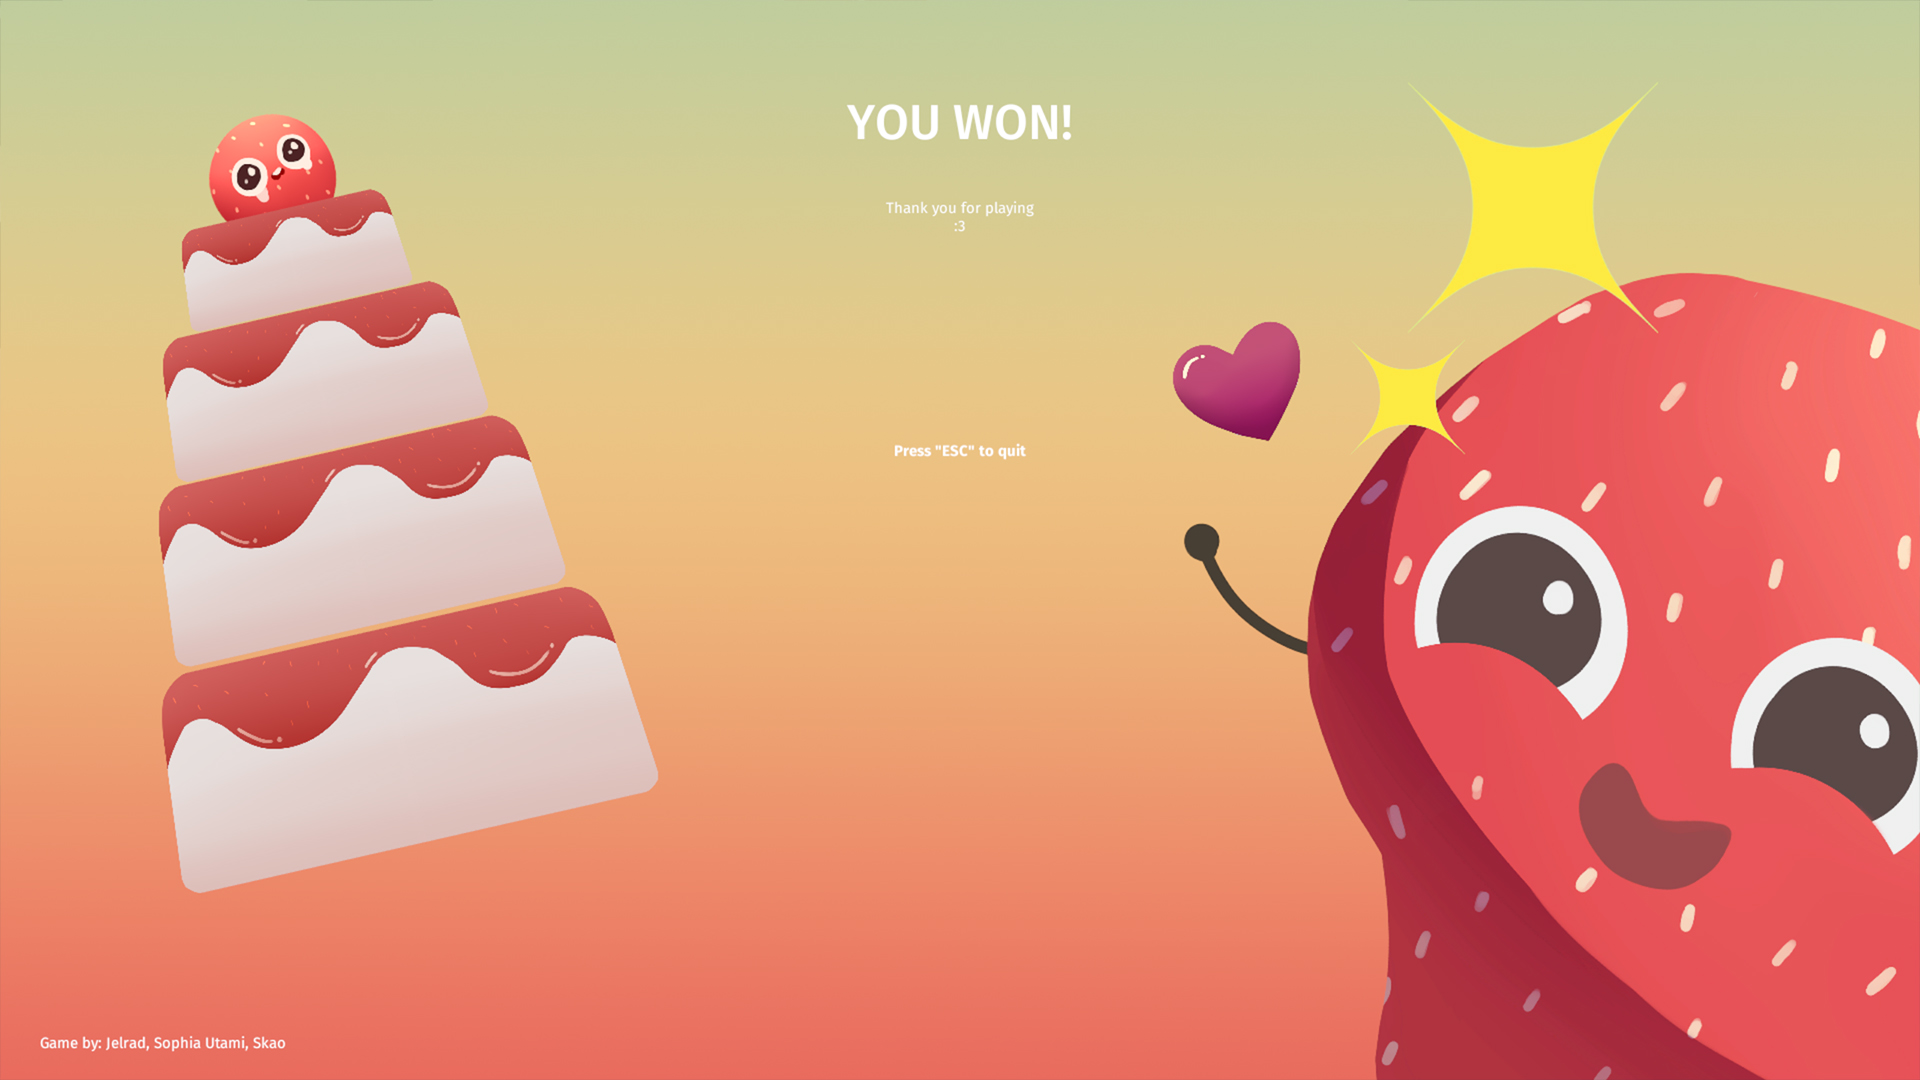 YOU WON!
Thank you for playing
:3
Press "ESC" to quit
Game by: Jelrad, Sophia Utami, Skao